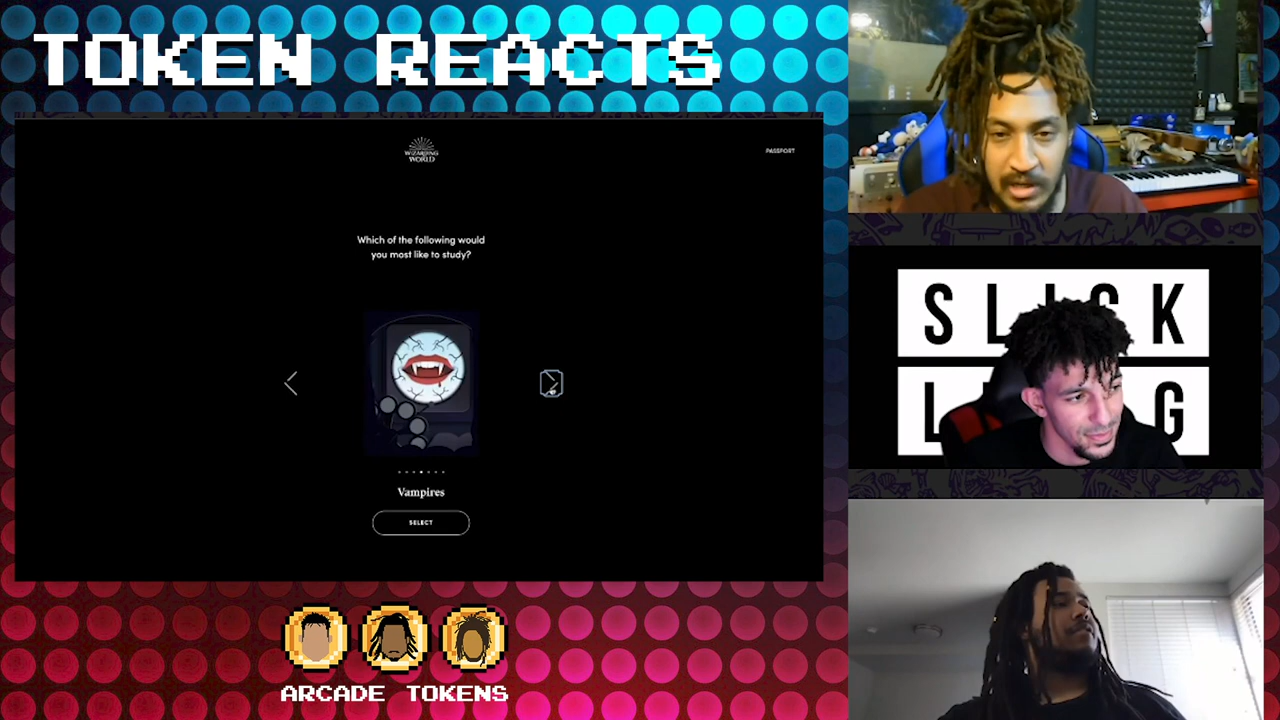 TOKEN REACTS
WIZARDING
WORLD
PASSPORT
Which of the following would
you most like to study?
Vampires
SELECT
ARCADE TOKENS
S L I C K
G